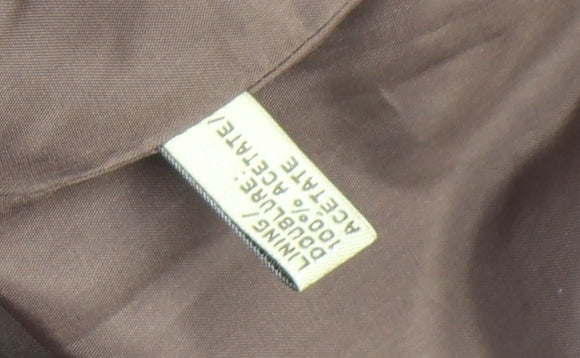 LINING/
DOUBLURE:
100% ACETATE/
ACETATE